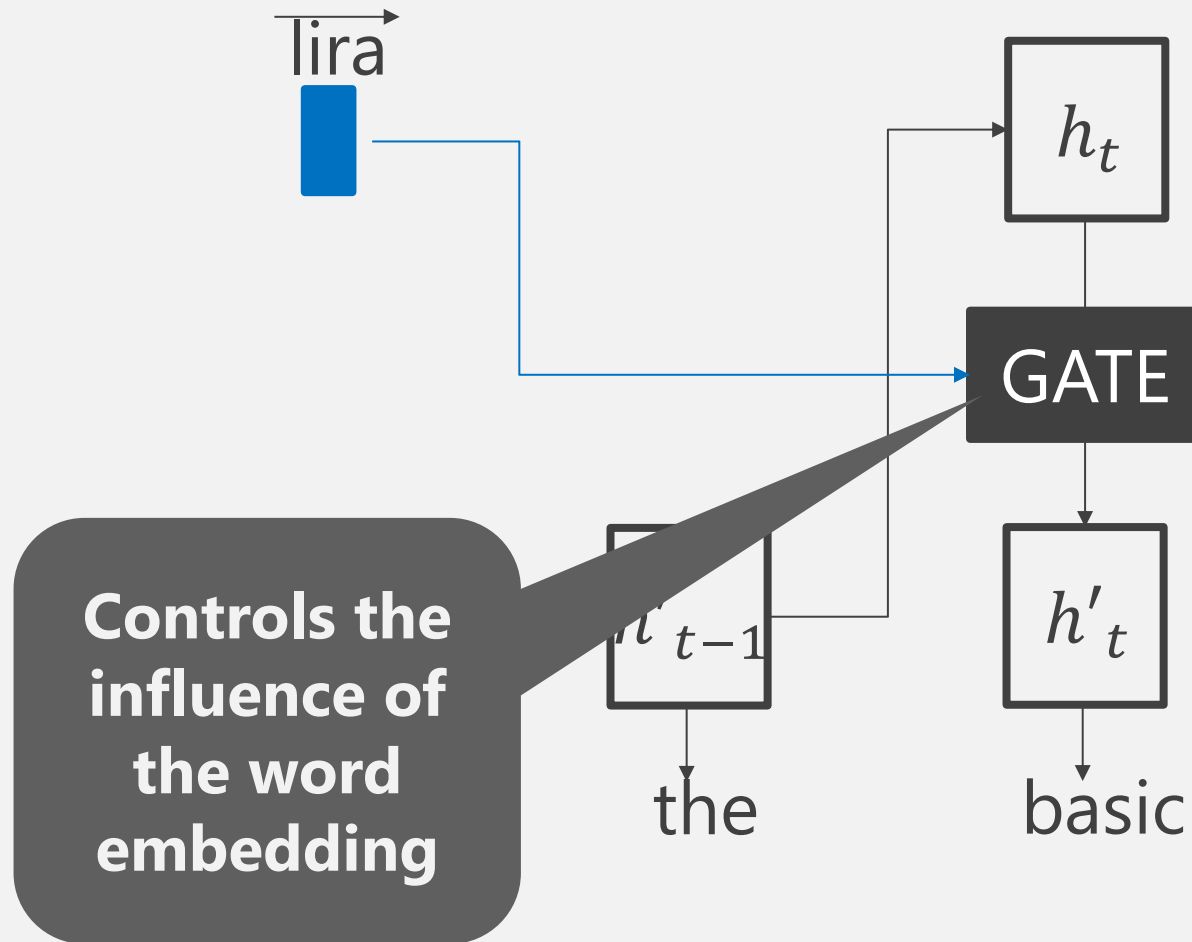 lira
h_t
GATE
Controls the
influence of
the word
embedding
h'_{t−1}
h'_t
the
basic